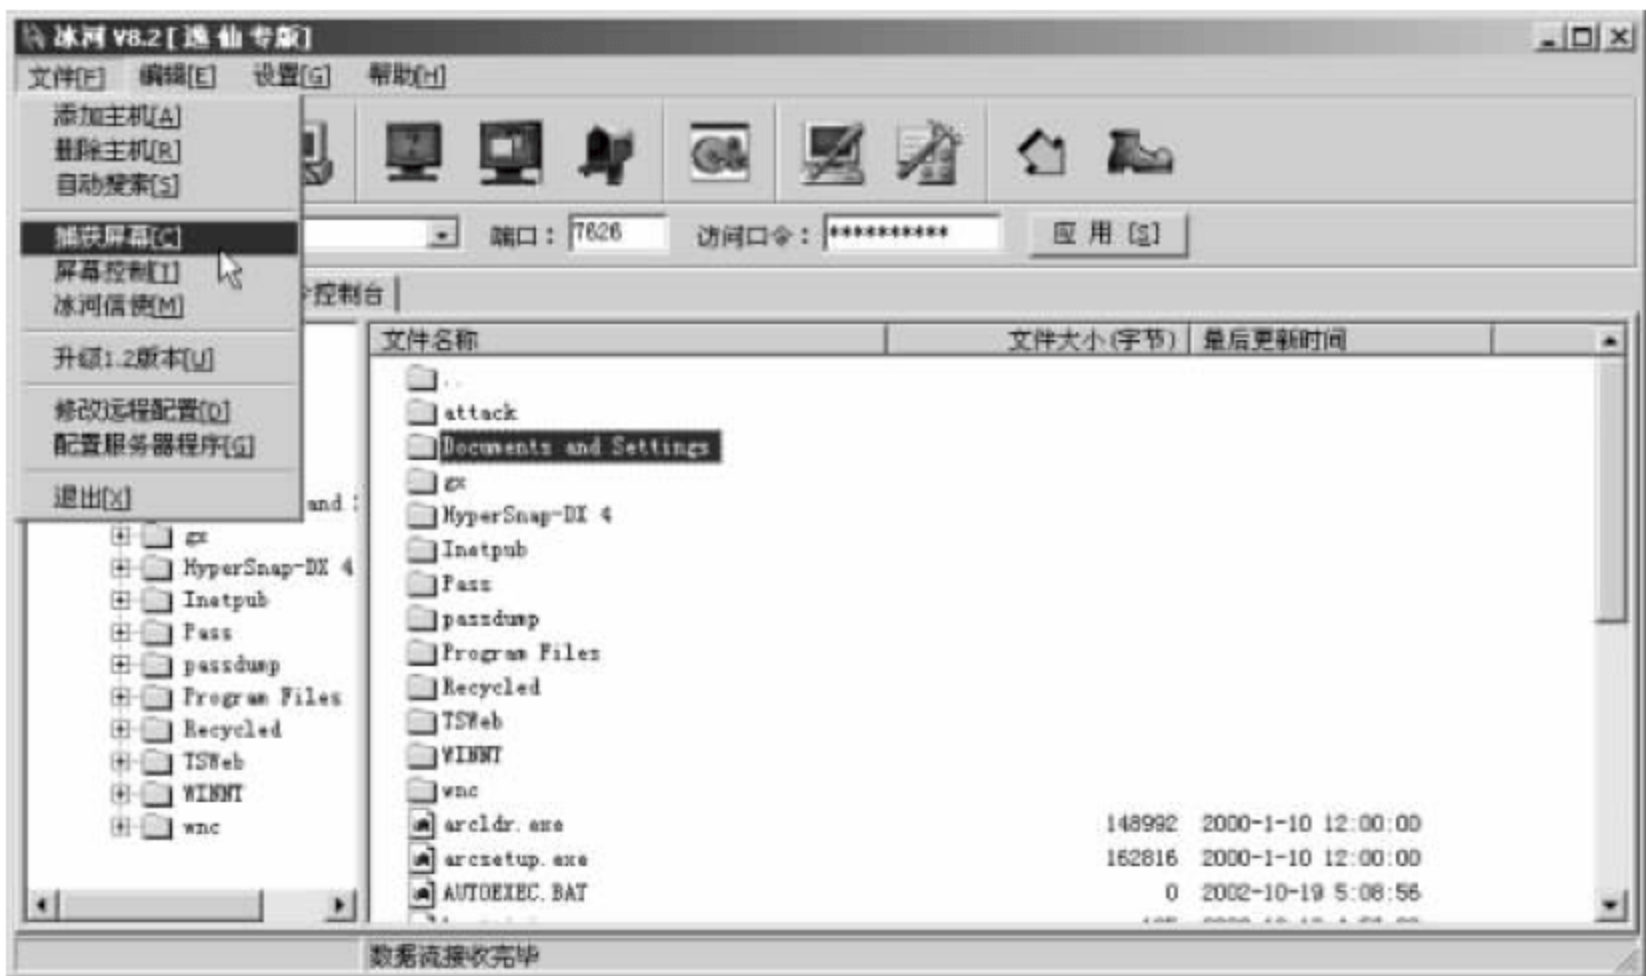 冰河 V8.2 [ 逸 仙 专版]
文件[F] 编辑[E] 设置[G] 帮助[H]
添加主机[A]
删除主机[R]
自动搜索[S]
捕获屏幕[C]
屏幕控制[I]
冰河信使[M]
升级1.2版本[U]
修改远程配置[D]
配置服务器程序[G]
退出[X]
端口: 7626 访问口令: ********** 应 用 [S]
控制台
文件名称 文件大小(字节) 最后更新时间
..
attack
Documents and Settings
gx
HyperSnap-DX 4
Inetpub
Pass
passdump
Program Files
Recycled
TSWeb
WINNT
wnc
arcldr.exe 148992 2000-1-10 12:00:00
arcsetup.exe 162816 2000-1-10 12:00:00
AUTOEXEC.BAT 0 2002-10-19 5:08:56
and
gx
HyperSnap-DX 4
Inetpub
Pass
passdump
Program Files
Recycled
TSWeb
WINNT
wnc
数据流接收完毕